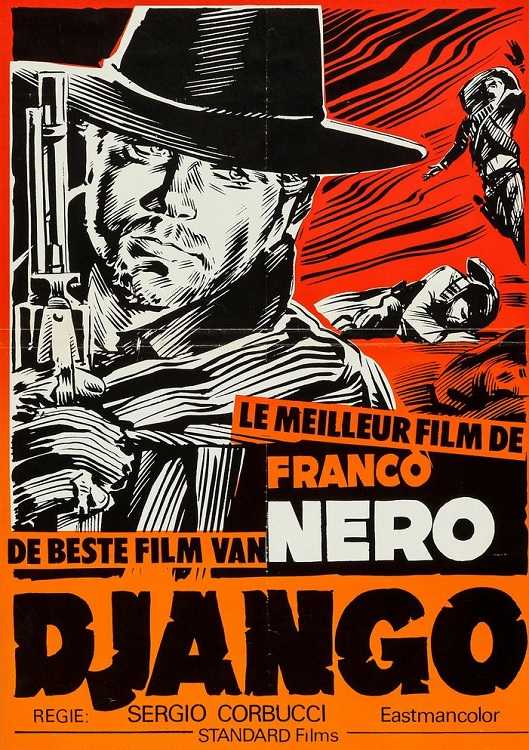 LE MEILLEUR FILM DE
FRANCO
DE BESTE FILM VAN NERO
DJANGO
REGIE: SERGIO CORBUCCI Eastmancolor
STANDARD Films